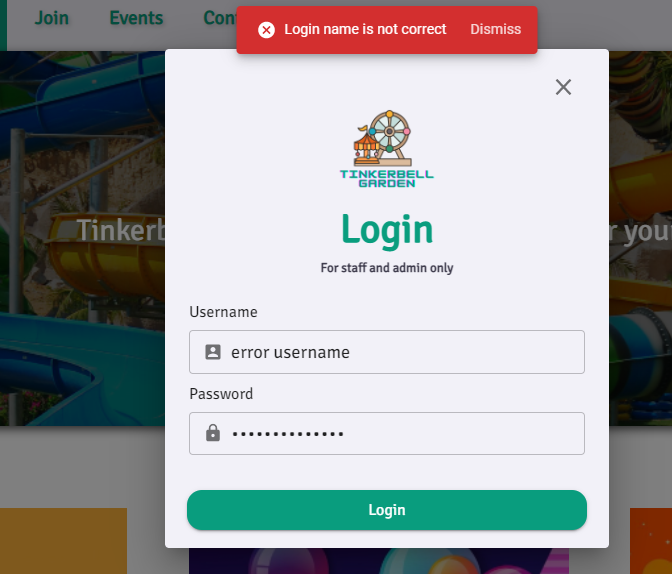 Join Events
Login name is not correct Dismiss
TINKERBELL
GARDEN
Login
For staff and admin only
Username
error username
Password
Login